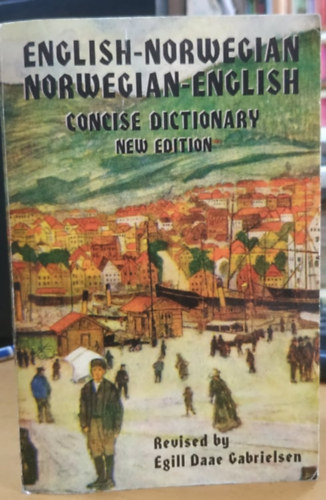 ENGLISH-NORWEGIAN
NORWEGIAN-ENGLISH
CONCISE DICTIONARY
NEW EDITION
Revised by
Egill Daae Gabrielsen